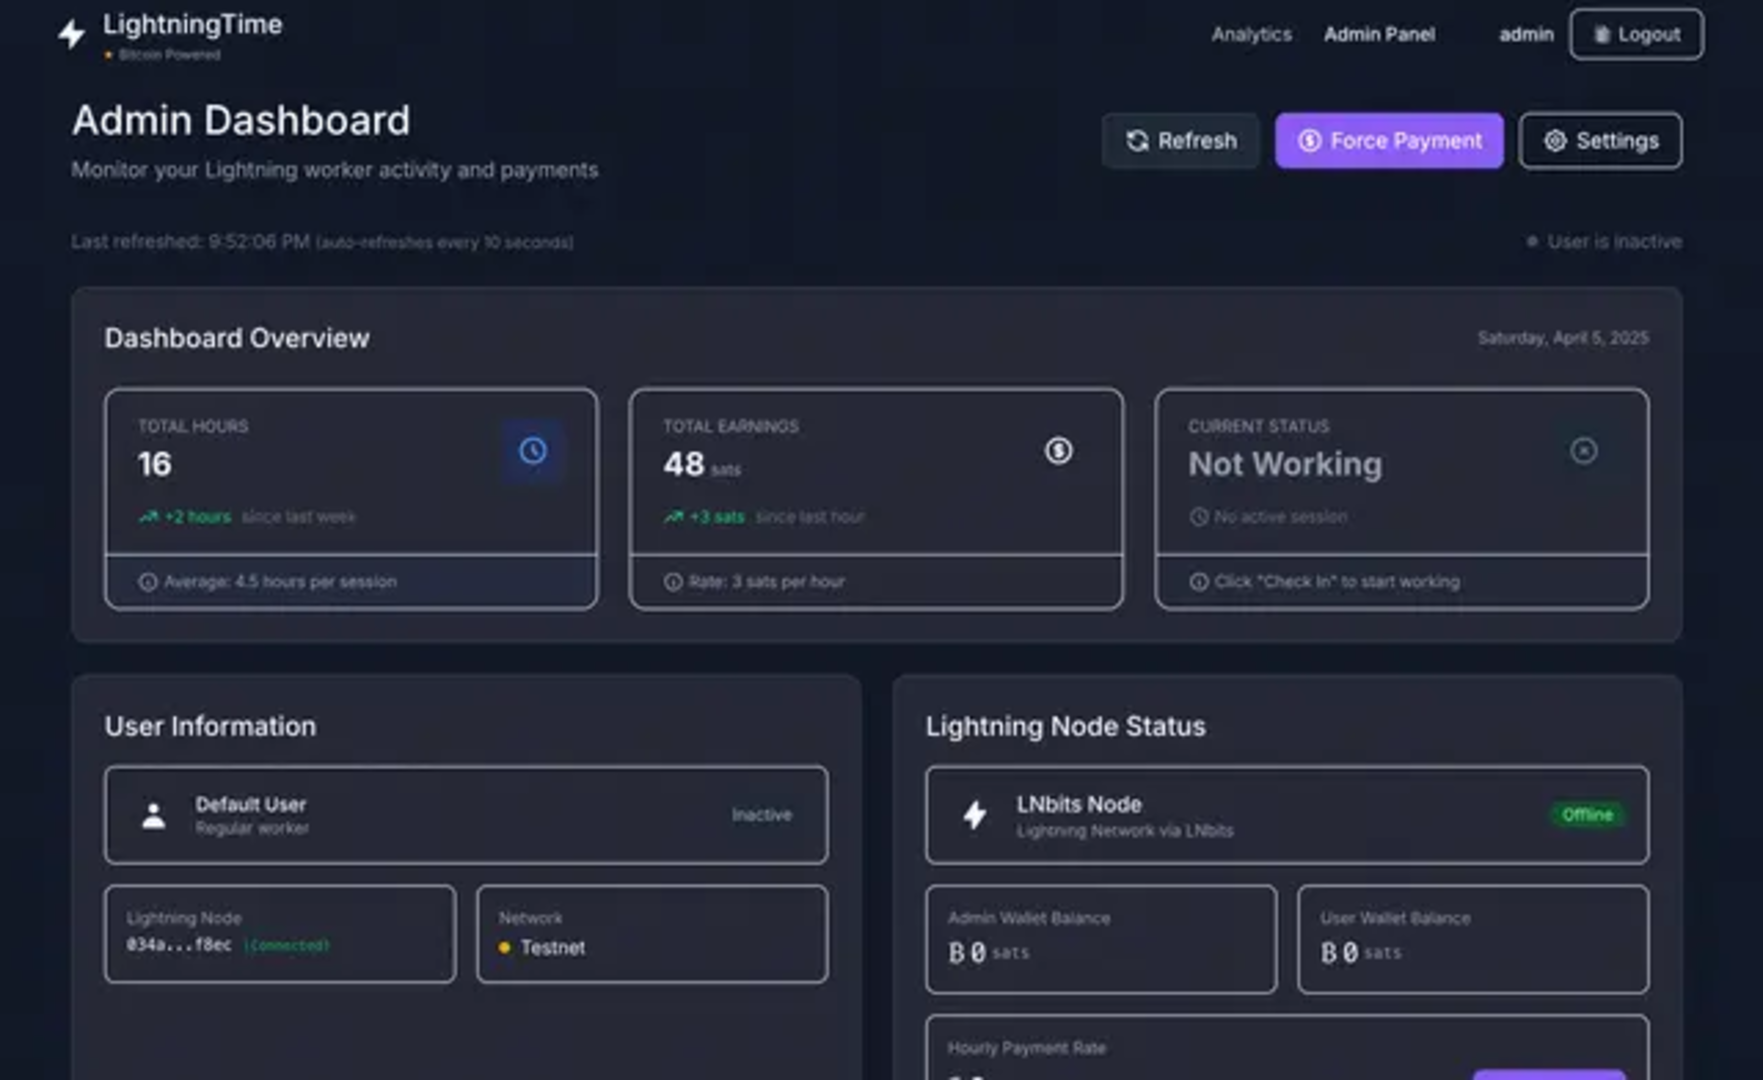 LightningTime
Bitcoin Powered
Analytics Admin Panel admin Logout
Admin Dashboard
Monitor your Lightning worker activity and payments
Refresh Force Payment Settings
Last refreshed: 9:52:06 PM (auto-refreshes every 10 seconds)
User is inactive
Dashboard Overview
Saturday, April 5, 2025
TOTAL HOURS
16
+2 hours since last week
Average: 4.5 hours per session
TOTAL EARNINGS
48 sats
+3 sats since last hour
Rate: 3 sats per hour
CURRENT STATUS
Not Working
No active session
Click "Check In" to start working
User Information
Default User
Regular worker
Inactive
Lightning Node
034a...f8ec (Connected)
Network
Testnet
Lightning Node Status
LNbits Node
Lightning Network via LNbits
Offline
Admin Wallet Balance
B 0 sats
User Wallet Balance
B 0 sats
Hourly Payment Rate